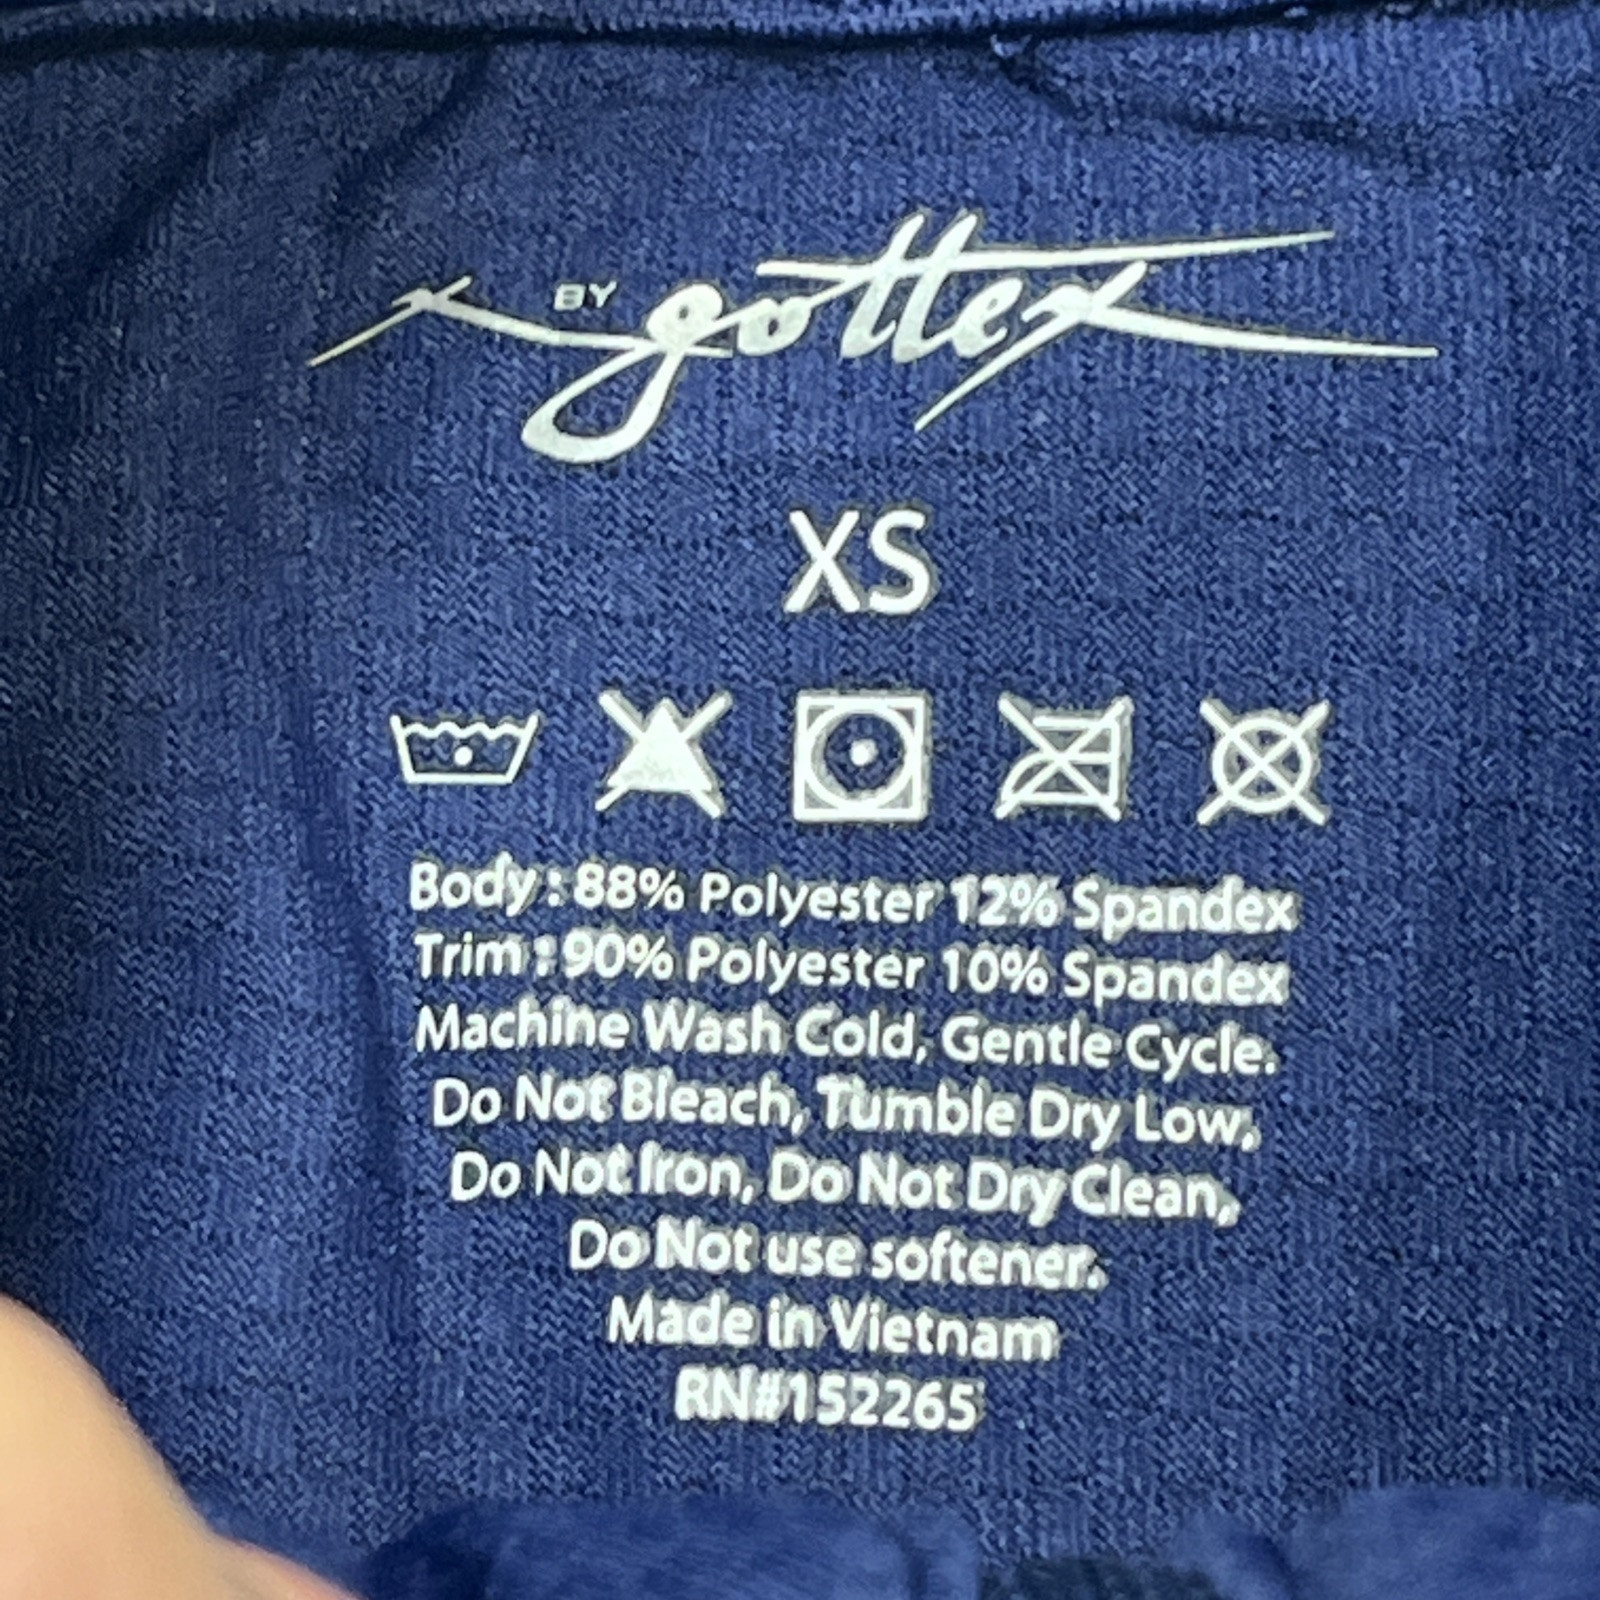 X BY gottex
XS
Body : 88% Polyester 12% Spandex
Trim : 90% Polyester 10% Spandex
Machine Wash Cold, Gentle Cycle.
Do Not Bleach, Tumble Dry Low,
Do Not Iron, Do Not Dry Clean,
Do Not use softener.
Made in Vietnam
RN#152265